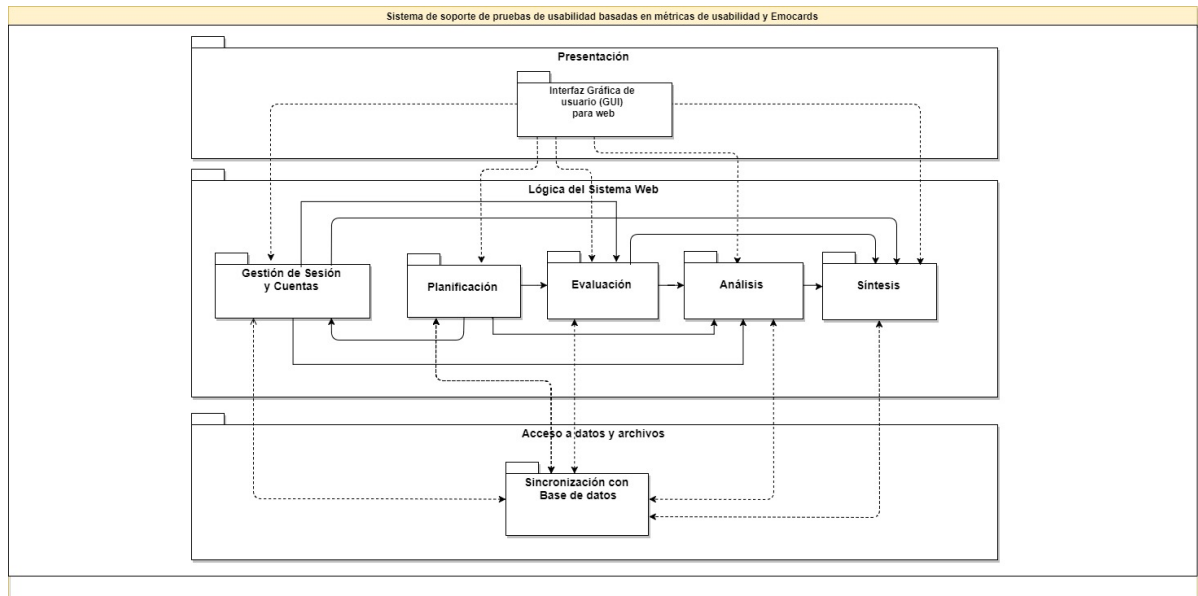 Sistema de soporte de pruebas de usabilidad basadas en métricas de usabilidad y Emocards
Presentación
Interfaz Gráfica de
usuario (GUI)
para web
Lógica del Sistema Web
Gestión de Sesión
y Cuentas
Planificación
Evaluación
Análisis
Síntesis
Acceso a datos y archivos
Sincronización con
Base de datos